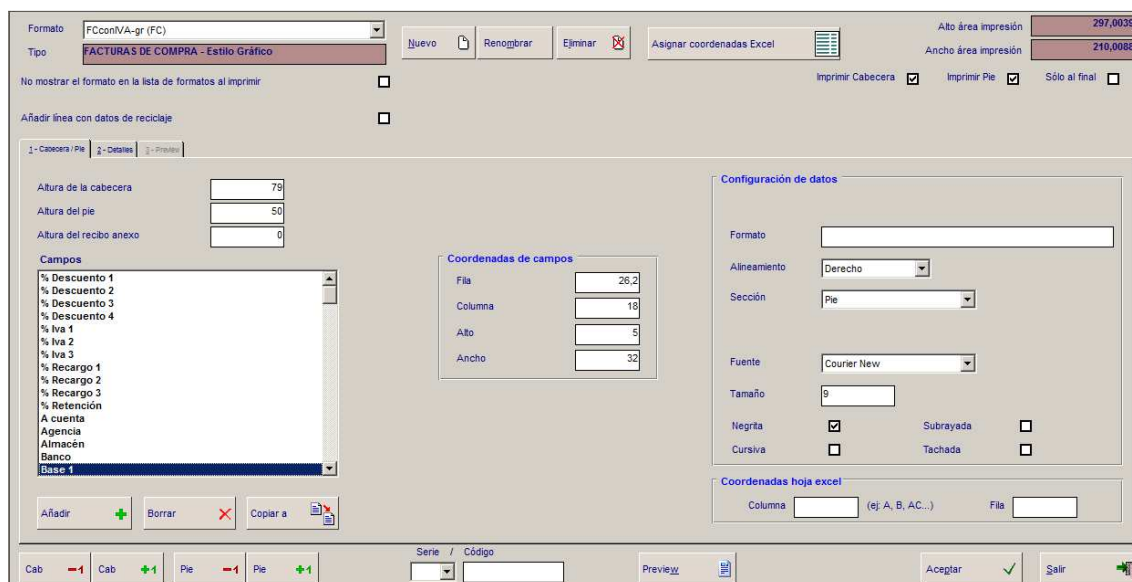 Formato FCconIVA-gr (FC)
Tipo FACTURAS DE COMPRA - Estilo Gráfico
Nuevo Renombrar Eliminar Asignar coordenadas Excel
Alto área impresión 297,0039
Ancho área impresión 210,0088
No mostrar el formato en la lista de formatos al imprimir
Imprimir Cabecera Imprimir Pie Sólo al final
Añadir línea con datos de reciclaje
1 - Cabecera / Pie 2 - Detalles 3 - Preview
Altura de la cabecera 79
Altura del pie 50
Altura del recibo anexo 0
Campos
% Descuento 1
% Descuento 2
% Descuento 3
% Descuento 4
% Iva 1
% Iva 2
% Iva 3
% Recargo 1
% Recargo 2
% Recargo 3
% Retención
A cuenta
Agencia
Almacén
Banco
Base 1
Añadir Borrar Copiar a
Coordenadas de campos
Fila 26,2
Columna 18
Alto 5
Ancho 32
Configuración de datos
Formato
Alineamiento Derecho
Sección Pie
Fuente Courier New
Tamaño 9
Negrita Subrayada
Cursiva Tachada
Coordenadas hoja excel
Columna (ej: A, B, AC...) Fila
Cab -1 Cab +1 Pie -1 Pie +1
Serie / Código
Preview
Aceptar Salir